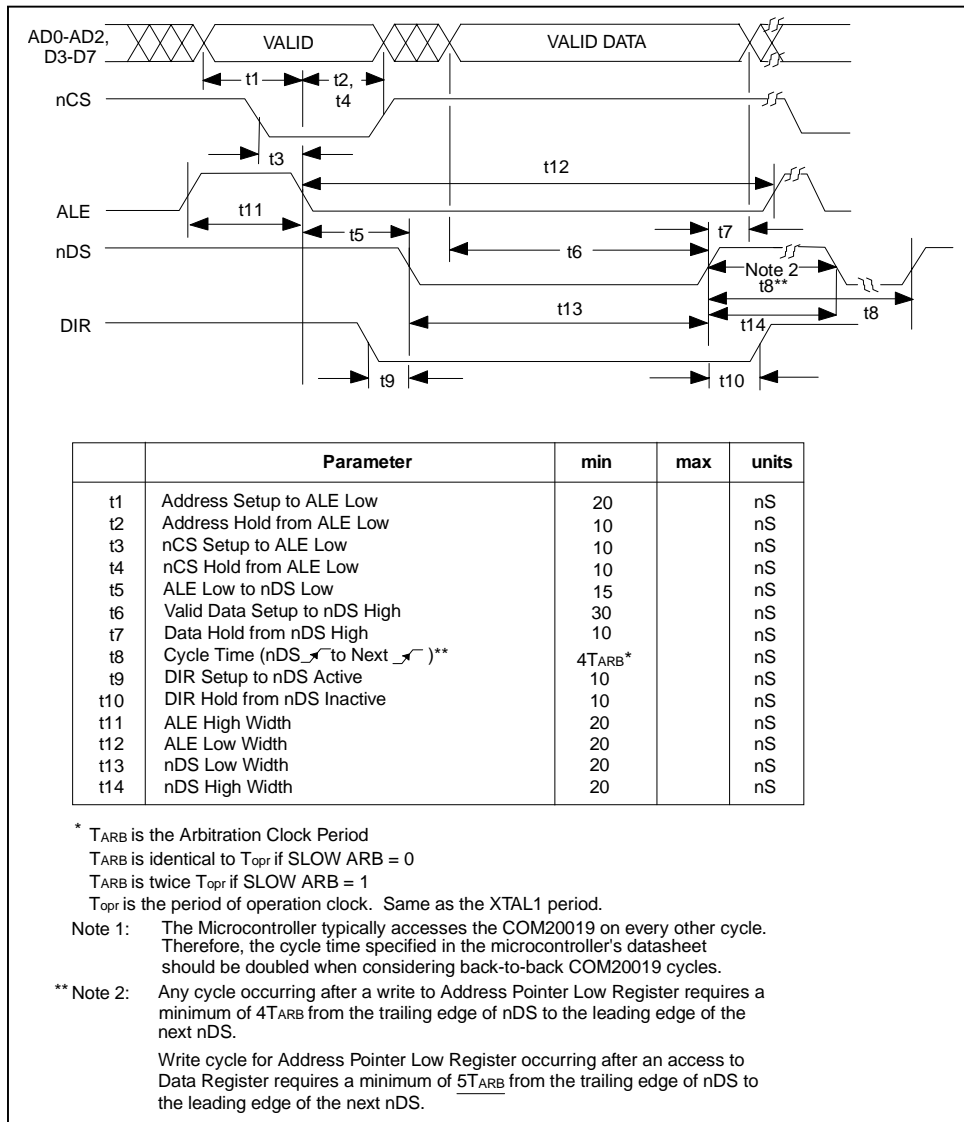 AD0-AD2,
D3-D7
VALID
VALID DATA
t1
t2,
t4
nCS
t3
t12
ALE
t11
t5
t7
nDS
t6
Note 2
t8**
t8
t13
t14
DIR
t9
t10
Parameter min max units
t1 Address Setup to ALE Low 20 nS
t2 Address Hold from ALE Low 10 nS
t3 nCS Setup to ALE Low 10 nS
t4 nCS Hold from ALE Low 10 nS
t5 ALE Low to nDS Low 15 nS
t6 Valid Data Setup to nDS High 30 nS
t7 Data Hold from nDS High 10 nS
t8 Cycle Time (nDS to Next )** 4TARB* nS
t9 DIR Setup to nDS Active 10 nS
t10 DIR Hold from nDS Inactive 10 nS
t11 ALE High Width 20 nS
t12 ALE Low Width 20 nS
t13 nDS Low Width 20 nS
t14 nDS High Width 20 nS
* TARB is the Arbitration Clock Period
TARB is identical to Topr if SLOW ARB = 0
TARB is twice Topr if SLOW ARB = 1
Topr is the period of operation clock. Same as the XTAL1 period.
Note 1: The Microcontroller typically accesses the COM20019 on every other cycle.
Therefore, the cycle time specified in the microcontroller's datasheet
should be doubled when considering back-to-back COM20019 cycles.
** Note 2: Any cycle occurring after a write to Address Pointer Low Register requires a
minimum of 4TARB from the trailing edge of nDS to the leading edge of the
next nDS.
Write cycle for Address Pointer Low Register occurring after an access to
Data Register requires a minimum of 5TARB from the trailing edge of nDS to
the leading edge of the next nDS.